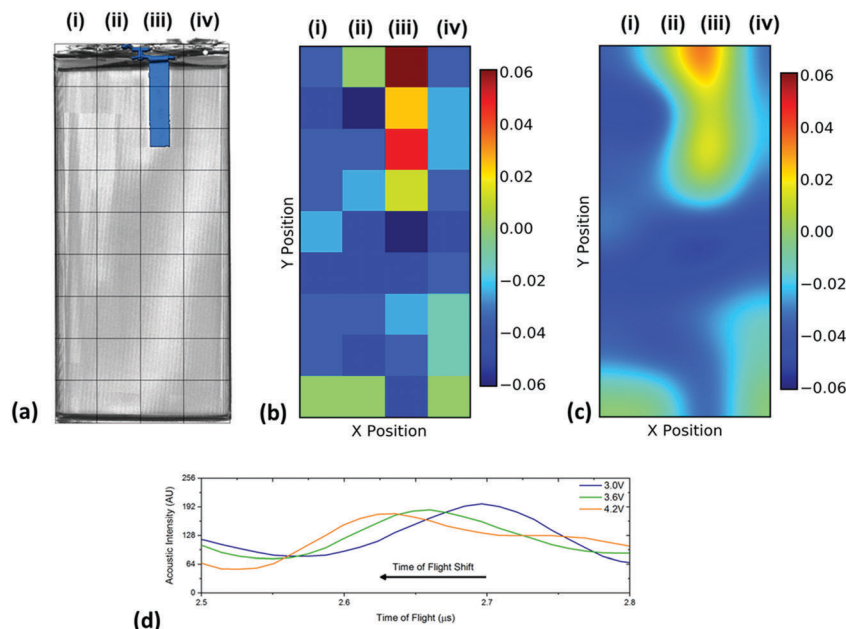 (i) (ii) (iii) (iv)
(a)
(i) (ii) (iii) (iv)
Y Position
X Position
0.06
0.04
0.02
0.00
−0.02
−0.04
−0.06
(b)
(i) (ii) (iii) (iv)
Y Position
X Position
0.06
0.04
0.02
0.00
−0.02
−0.04
−0.06
(c)
Acoustic Intensity (AU)
256
192
128
64
0
3.0V
3.6V
4.2V
Time of Flight Shift
2.5 2.6 2.7 2.8
Time of Flight (μs)
(d)